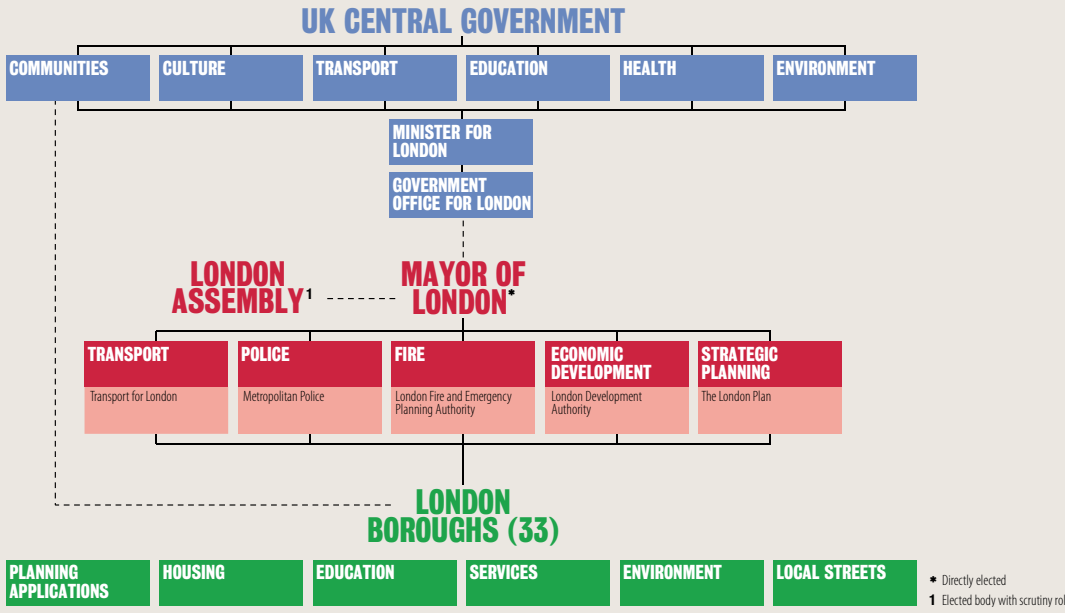 UK CENTRAL GOVERNMENT
COMMUNITIES
CULTURE
TRANSPORT
EDUCATION
HEALTH
ENVIRONMENT
MINISTER FOR
LONDON
GOVERNMENT
OFFICE FOR LONDON
LONDON
ASSEMBLY1
MAYOR OF
LONDON*
TRANSPORT
Transport for London
POLICE
Metropolitan Police
FIRE
London Fire and Emergency
Planning Authority
ECONOMIC
DEVELOPMENT
London Development
Authority
STRATEGIC
PLANNING
The London Plan
LONDON
BOROUGHS (33)
PLANNING
APPLICATIONS
HOUSING
EDUCATION
SERVICES
ENVIRONMENT
LOCAL STREETS
* Directly elected
1 Elected body with scrutiny rol